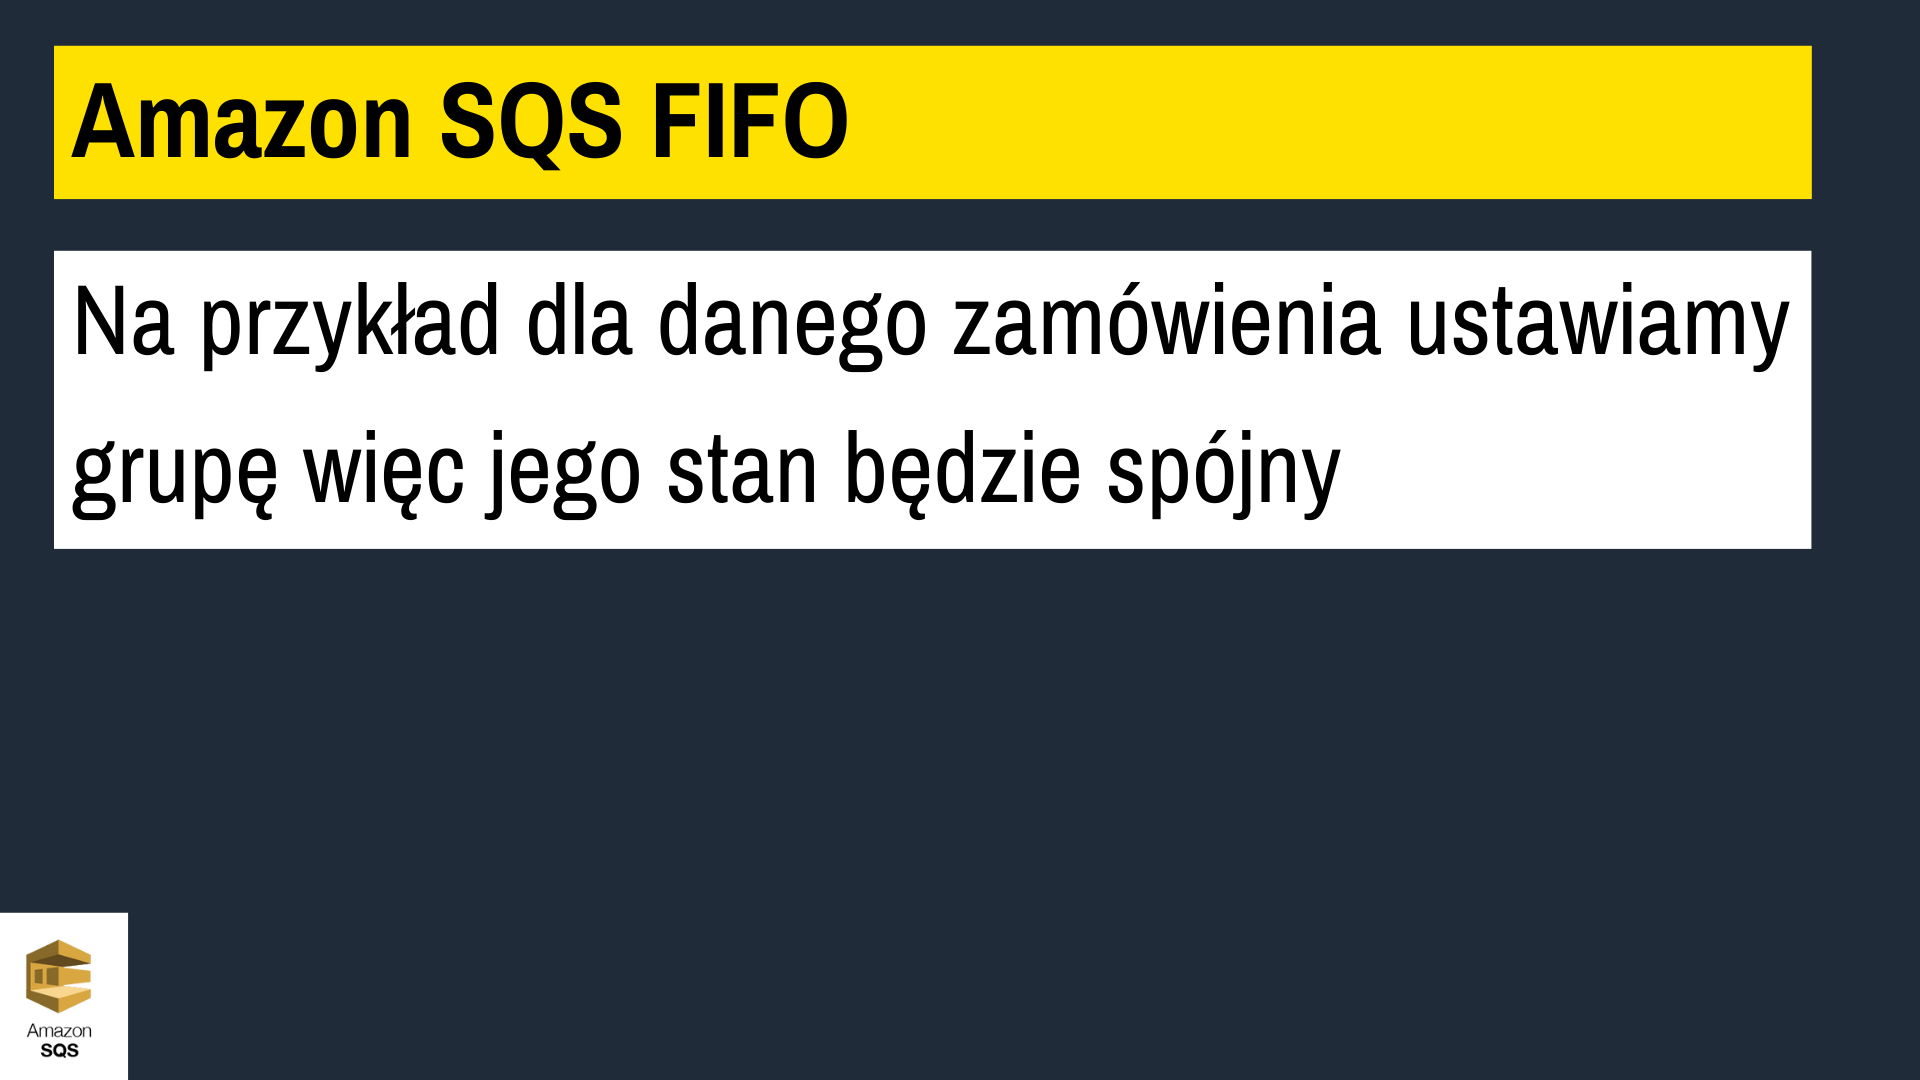 Amazon SQS FIFO
Na przykład dla danego zamówienia ustawiamy
grupę więc jego stan będzie spójny
Amazon
SQS